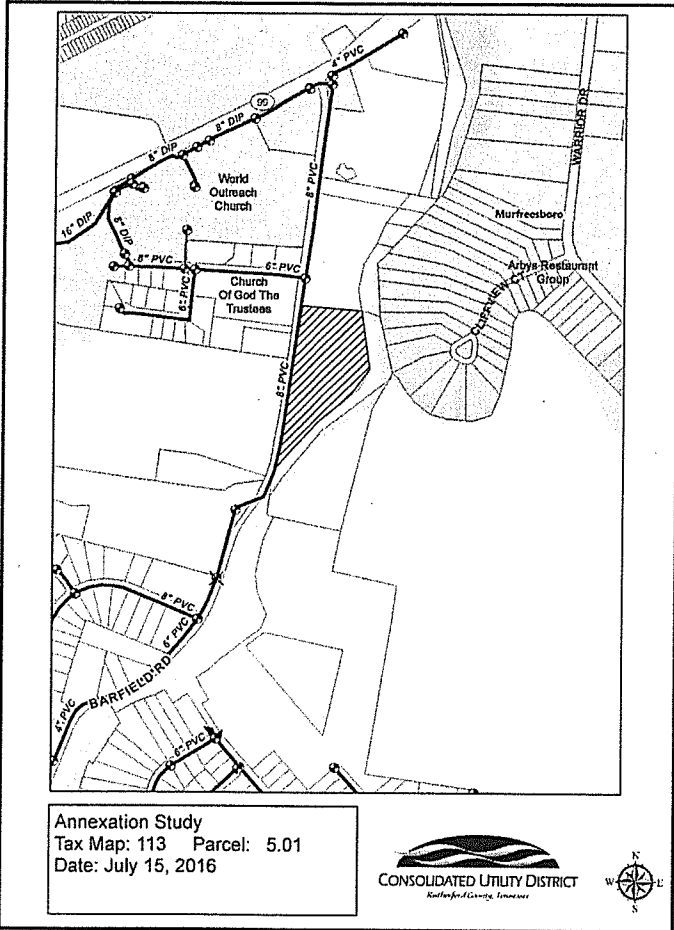 4" PVC
99
8" DIP
8" DIP
World
Outreach
Church
16" DIP
8" DIP
8" PVC
6" PVC
6" PVC
Church
Of God The
Trustees
8" PVC
8" PVC
WARRIOR DR
Murfreesboro
Arbys Restaurant
Group
CLIFFVIEW CT
8" PVC
6" PVC
BARFIELD RD
4" PVC
6" PVC
Annexation Study
Tax Map: 113 Parcel: 5.01
Date: July 15, 2016
CONSOLIDATED UTILITY DISTRICT
Rutherford County, Tennessee
N
W E
S